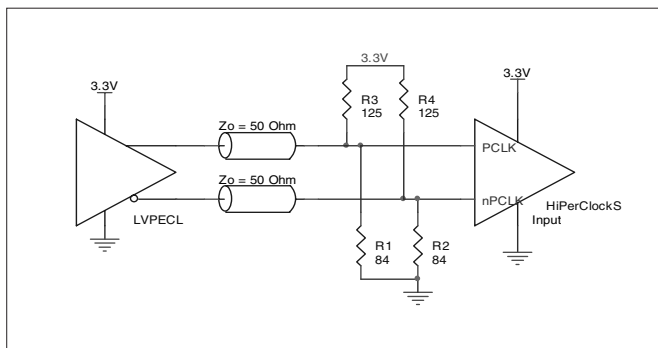 3.3V
3.3V
3.3V
R3
125
R4
125
Zo = 50 Ohm
PCLK
Zo = 50 Ohm
nPCLK
HiPerClockS
Input
LVPECL
R1
84
R2
84